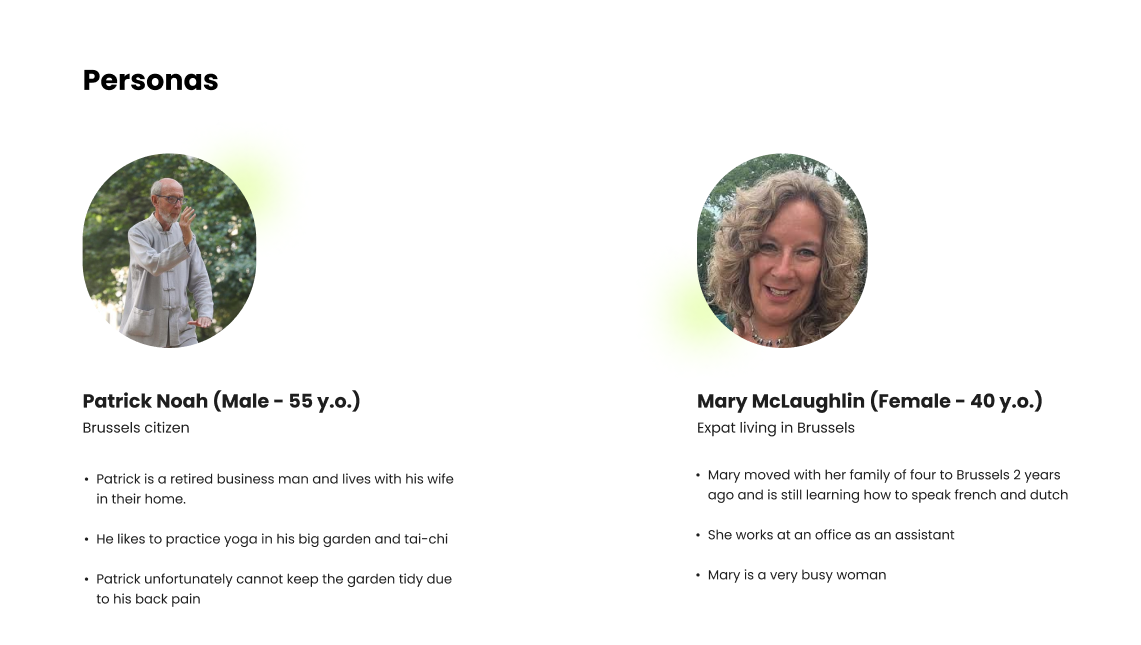 Personas
Patrick Noah (Male - 55 y.o.)
Brussels citizen
• Patrick is a retired business man and lives with his wife
in their home.
• He likes to practice yoga in his big garden and tai-chi
• Patrick unfortunately cannot keep the garden tidy due
to his back pain
Mary McLaughlin (Female - 40 y.o.)
Expat living in Brussels
• Mary moved with her family of four to Brussels 2 years
ago and is still learning how to speak french and dutch
• She works at an office as an assistant
• Mary is a very busy woman